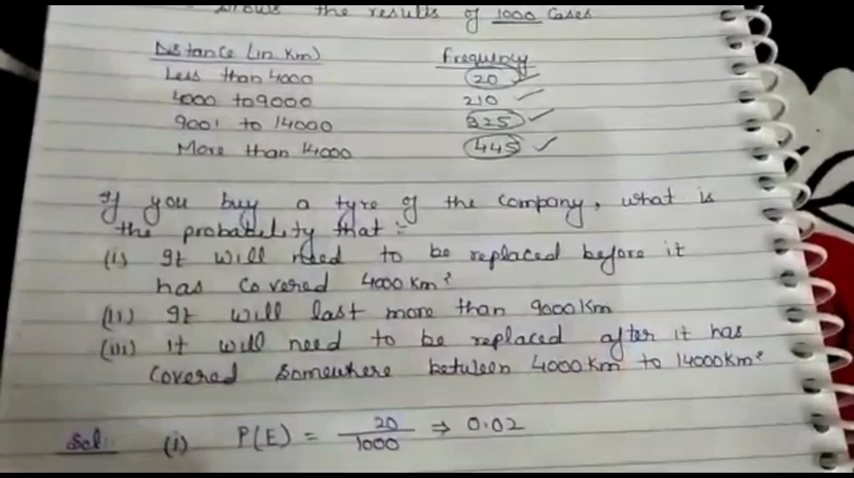 shows the results of 1000 Cases
Distance (in Km) Frequency
Less than 4000 20
4000 to 9000 210
9001 to 14000 325
More than 14000 445
If you buy a tyre of the company, what is
the probability that :-
(i) It will need to be replaced before it
has covered 4000 Km?
(ii) It will last more than 9000 Km
(iii) it will need to be replaced after it has
covered somewhere between 4000 Km to 14000 Km?
Sol: (i) P(E) = 20/1000 ⇒ 0.02